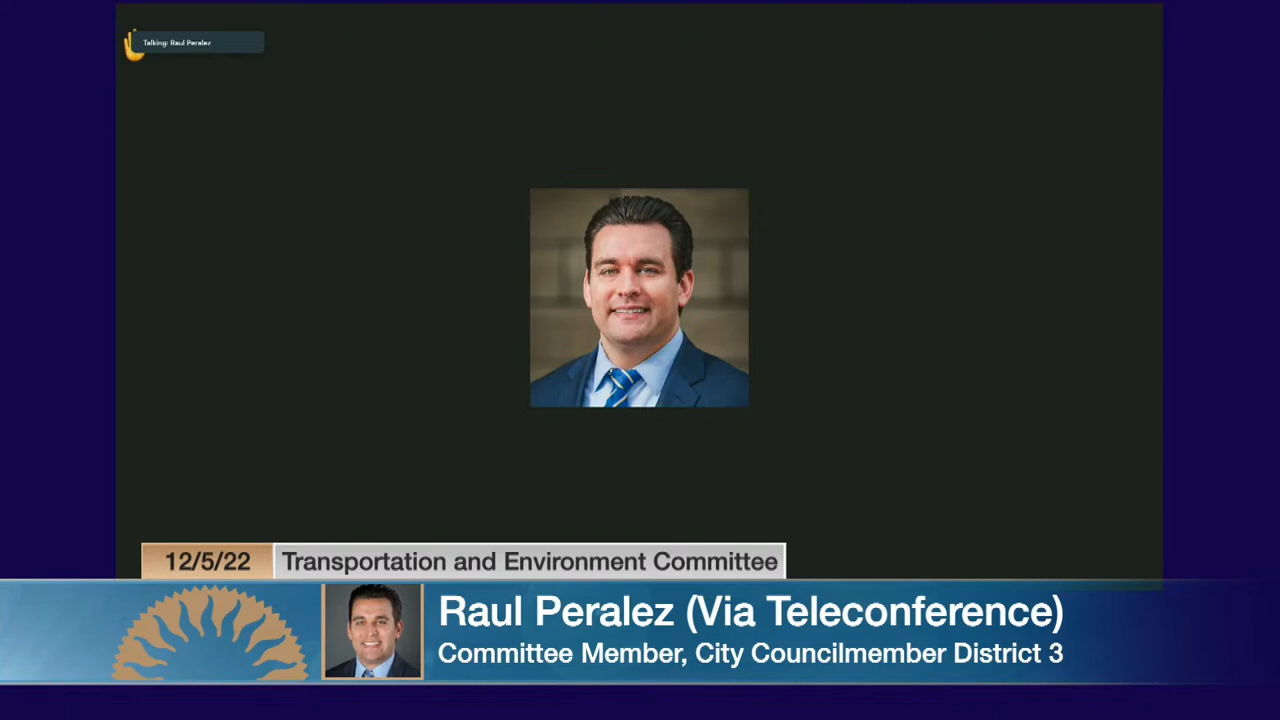 Talking: Raul Peralez
12/5/22 Transportation and Environment Committee
Raul Peralez (Via Teleconference)
Committee Member, City Councilmember District 3